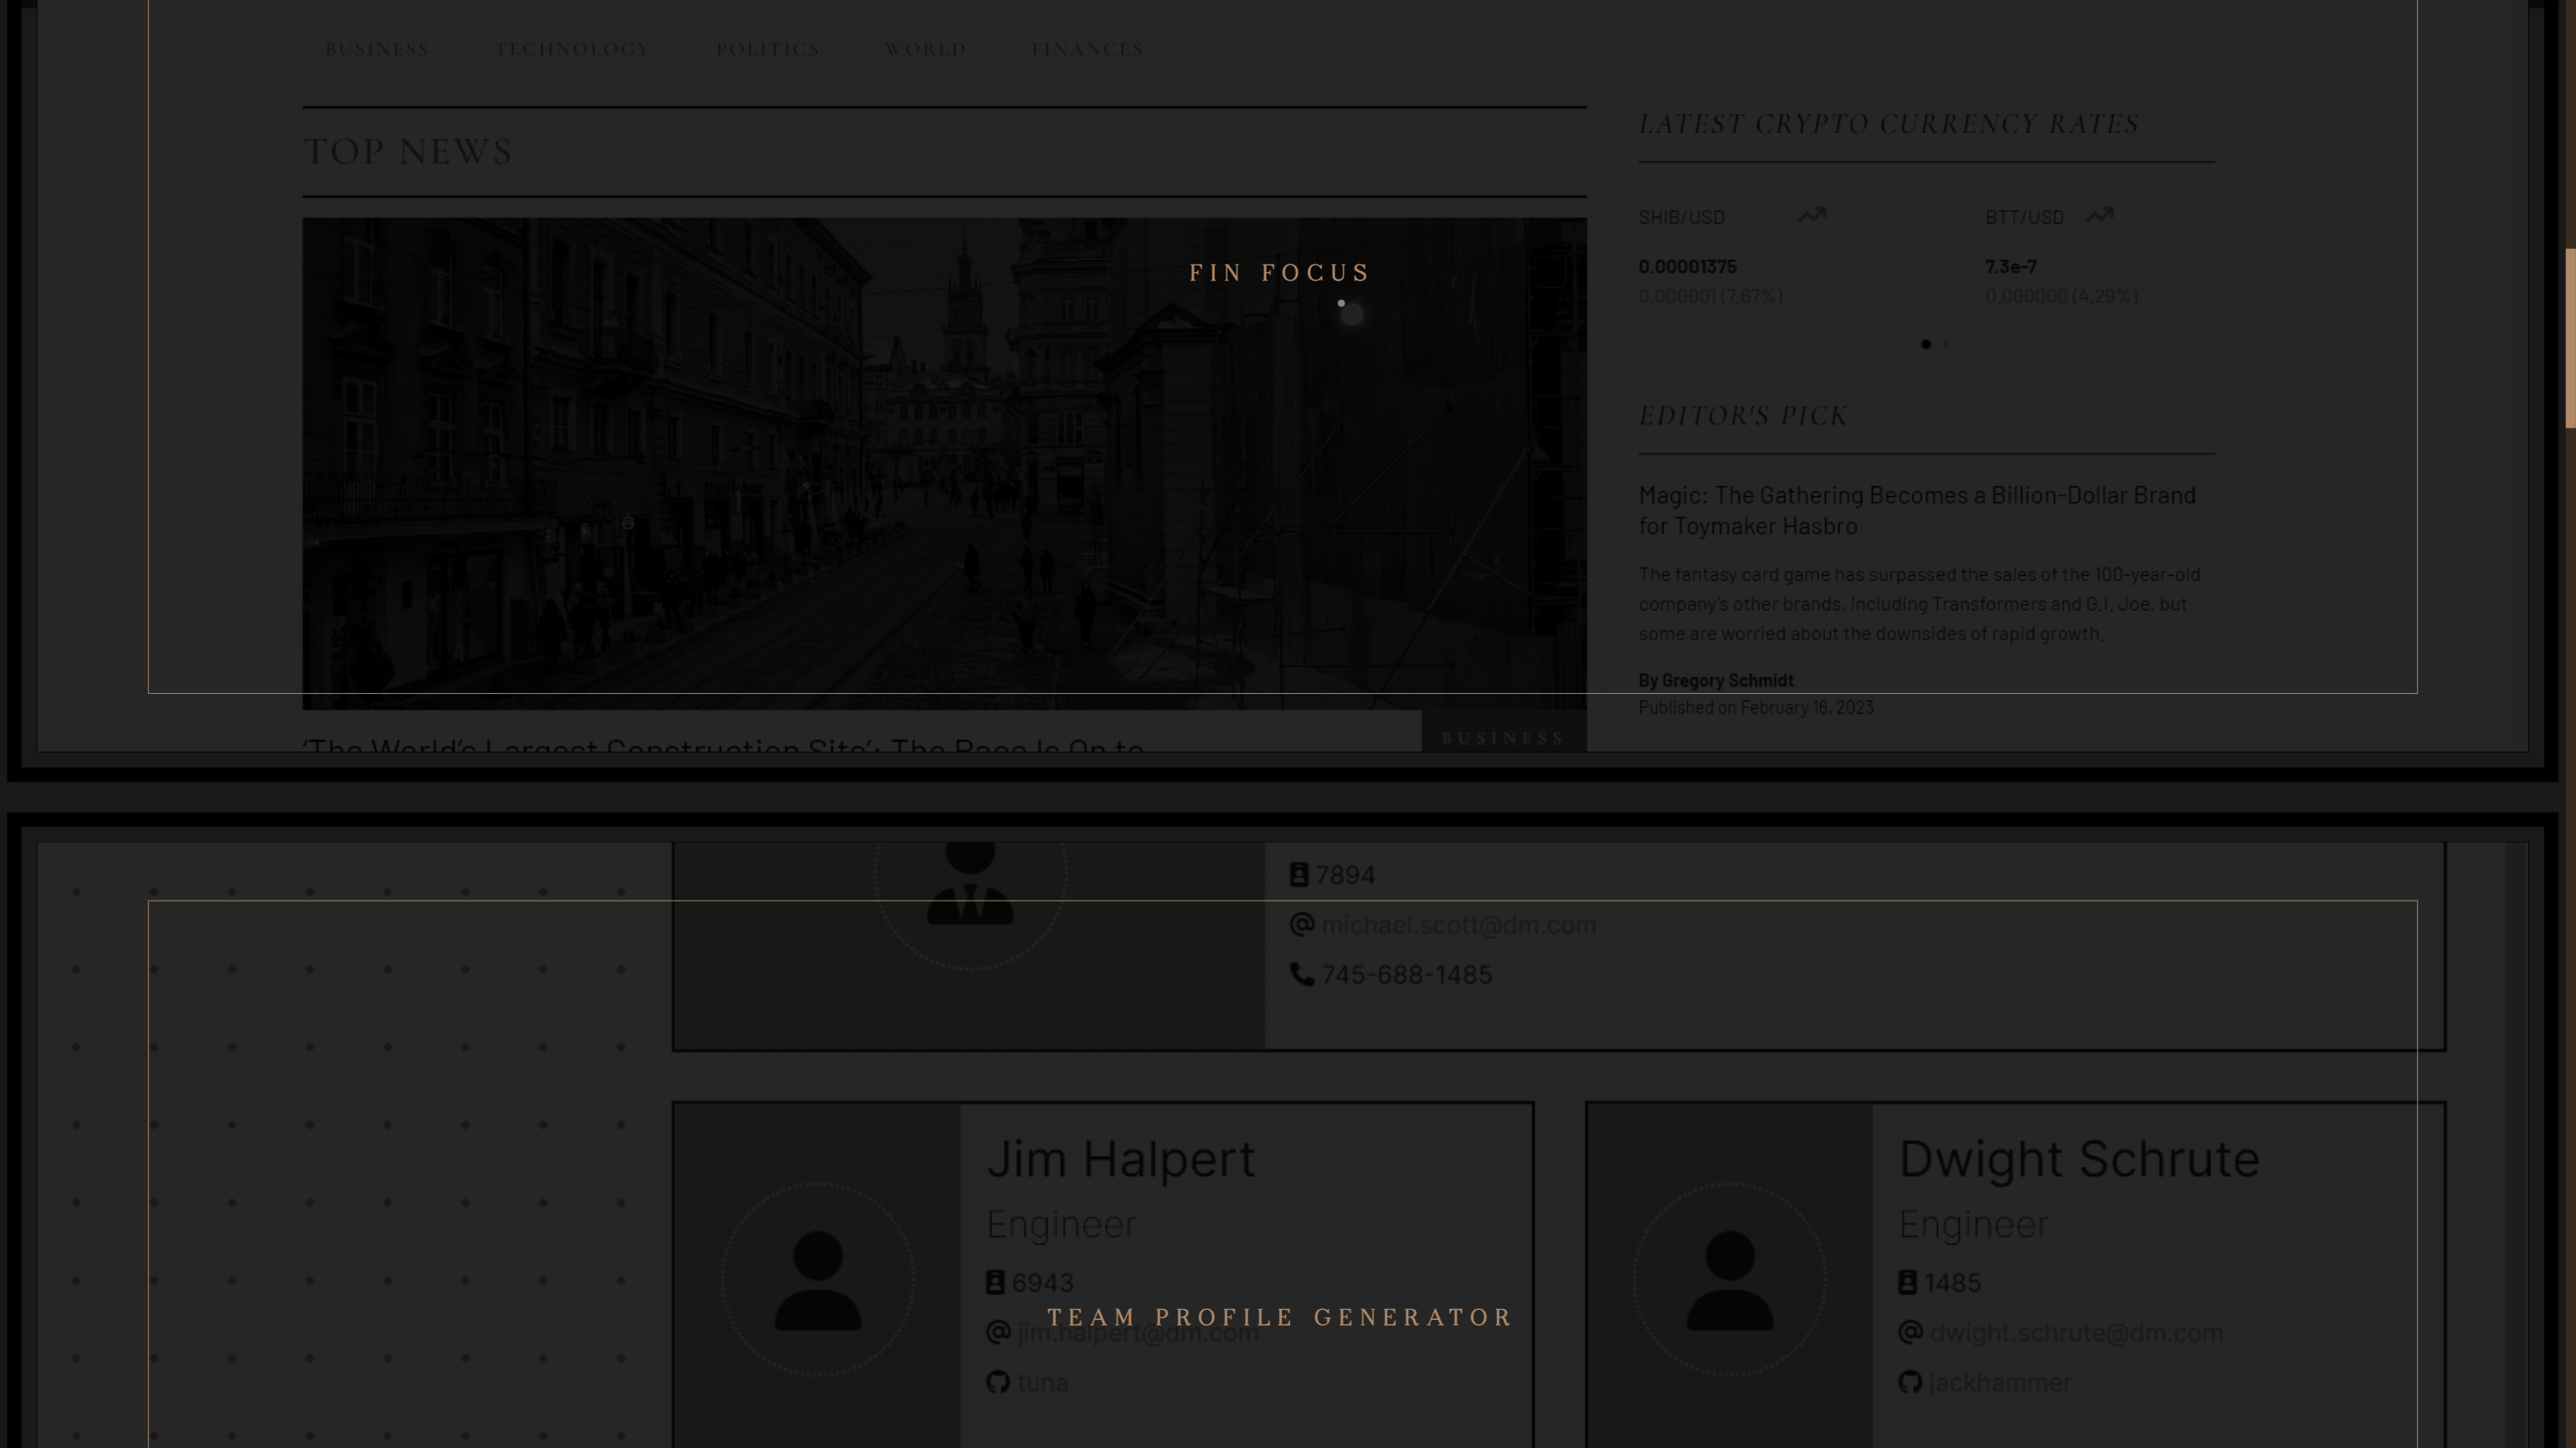 BUSINESS TECHNOLOGY POLITICS WORLD FINANCES
TOP NEWS
FIN FOCUS
LATEST CRYPTO CURRENCY RATES
SHIB/USD BTT/USD
0.00001375 7.3e-7
0.000001 (7.67%) 0.000000 (4.29%)
EDITOR'S PICK
Magic: The Gathering Becomes a Billion-Dollar Brand
for Toymaker Hasbro
The fantasy card game has surpassed the sales of the 100-year-old
company's other brands, including Transformers and G.I. Joe, but
some are worried about the downsides of rapid growth.
By Gregory Schmidt
Published on February 16, 2023
‘The World’s Largest Construction Site’: The Race Is On to
BUSINESS
7894
michael.scott@dm.com
745-688-1485
Jim Halpert
Engineer
6943
TEAM PROFILE GENERATOR
jim.halpert@dm.com
tuna
Dwight Schrute
Engineer
1485
dwight.schrute@dm.com
jackhammer